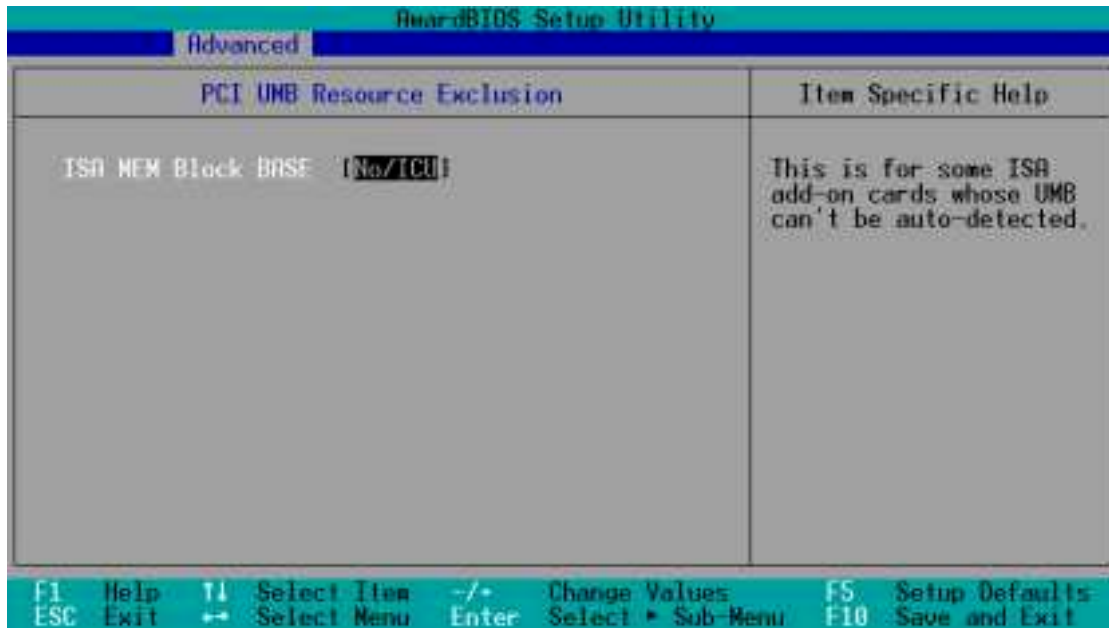 AwardBIOS Setup Utility
Advanced
PCI UMB Resource Exclusion
Item Specific Help
ISA MEM Block BASE [No/ICU]
This is for some ISA
add-on cards whose UMB
can't be auto-detected.
F1 Help ↑↓ Select Item -/+ Change Values F5 Setup Defaults
ESC Exit ←→ Select Menu Enter Select ► Sub-Menu F10 Save and Exit